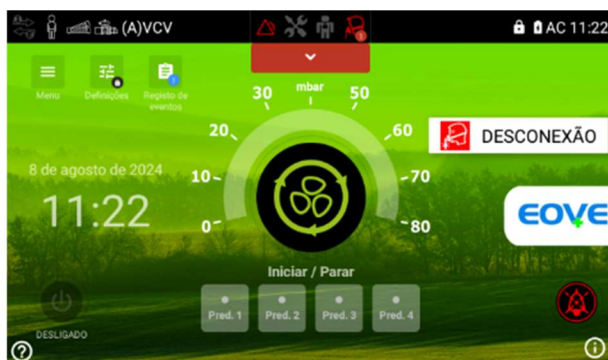 (A)VCV
AC 11:22
1
Menu
Definições
Registo de
eventos
1
mbar
0
10
20
30
50
60
70
80
DESCONEXÃO
8 de agosto de 2024
11:22
EOVE
Iniciar / Parar
Pred. 1
Pred. 2
Pred. 3
Pred. 4
DESLIGADO